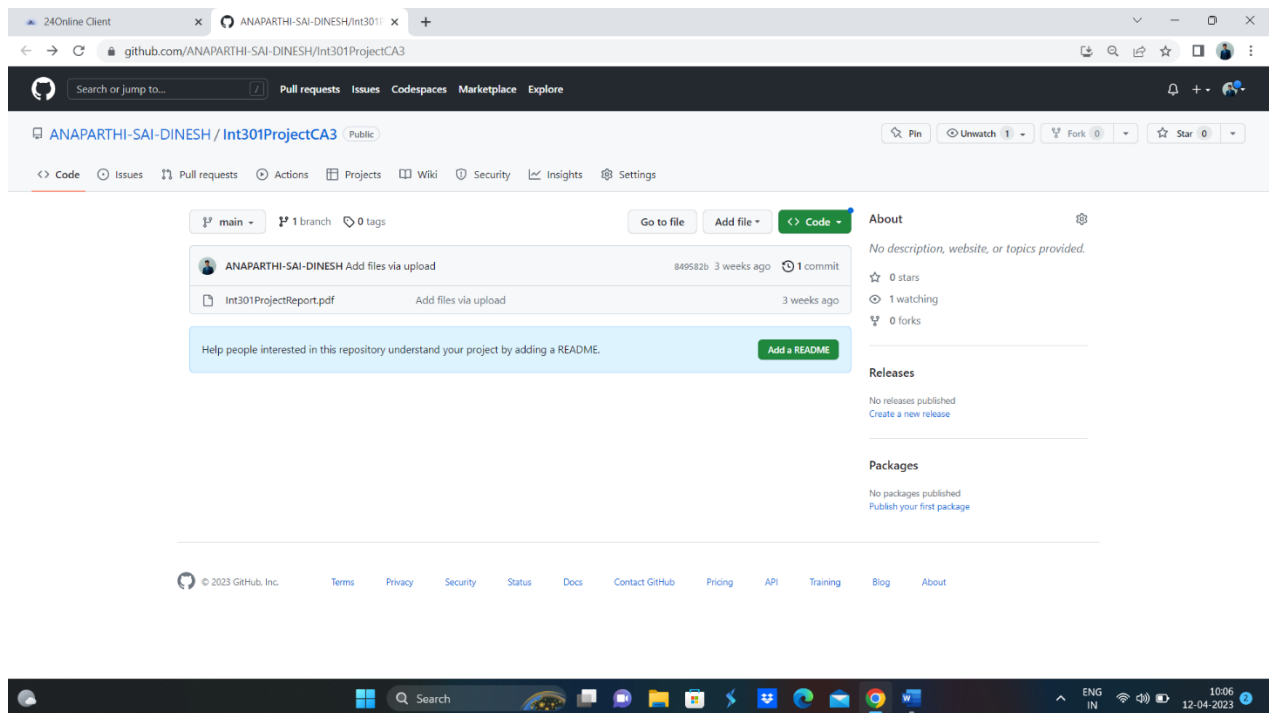 24Online Client
ANAPARTHI-SAI-DINESH/Int301P
github.com/ANAPARTHI-SAI-DINESH/Int301ProjectCA3
Search or jump to... / Pull requests Issues Codespaces Marketplace Explore
ANAPARTHI-SAI-DINESH / Int301ProjectCA3 Public Pin Unwatch 1 Fork 0 Star 0
Code Issues Pull requests Actions Projects Wiki Security Insights Settings
main 1 branch 0 tags Go to file Add file Code
ANAPARTHI-SAI-DINESH Add files via upload 849582b 3 weeks ago 1 commit
Int301ProjectReport.pdf Add files via upload 3 weeks ago
Help people interested in this repository understand your project by adding a README. Add a README
About
No description, website, or topics provided.
0 stars
1 watching
0 forks
Releases
No releases published
Create a new release
Packages
No packages published
Publish your first package
© 2023 GitHub, Inc. Terms Privacy Security Status Docs Contact GitHub Pricing API Training Blog About
Search
ENG
IN
10:06
12-04-2023
2